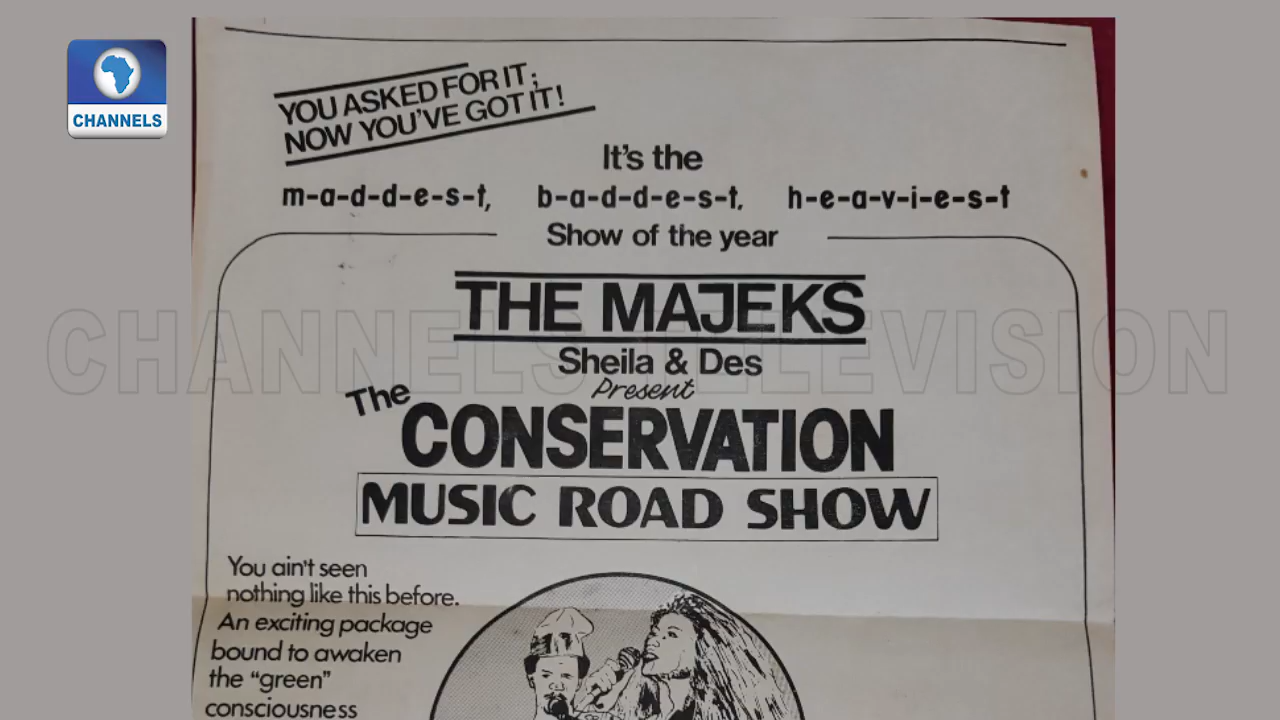 CHANNELS
YOU ASKED FOR IT;
NOW YOU'VE GOT IT!
It's the
m-a-d-d-e-s-t, b-a-d-d-e-s-t, h-e-a-v-i-e-s-t
Show of the year
THE MAJEKS
Sheila & Des
Present
The
CONSERVATION
MUSIC ROAD SHOW
CHANNELS TELEVISION
You ain't seen
nothing like this before.
An exciting package
bound to awaken
the "green"
consciousness